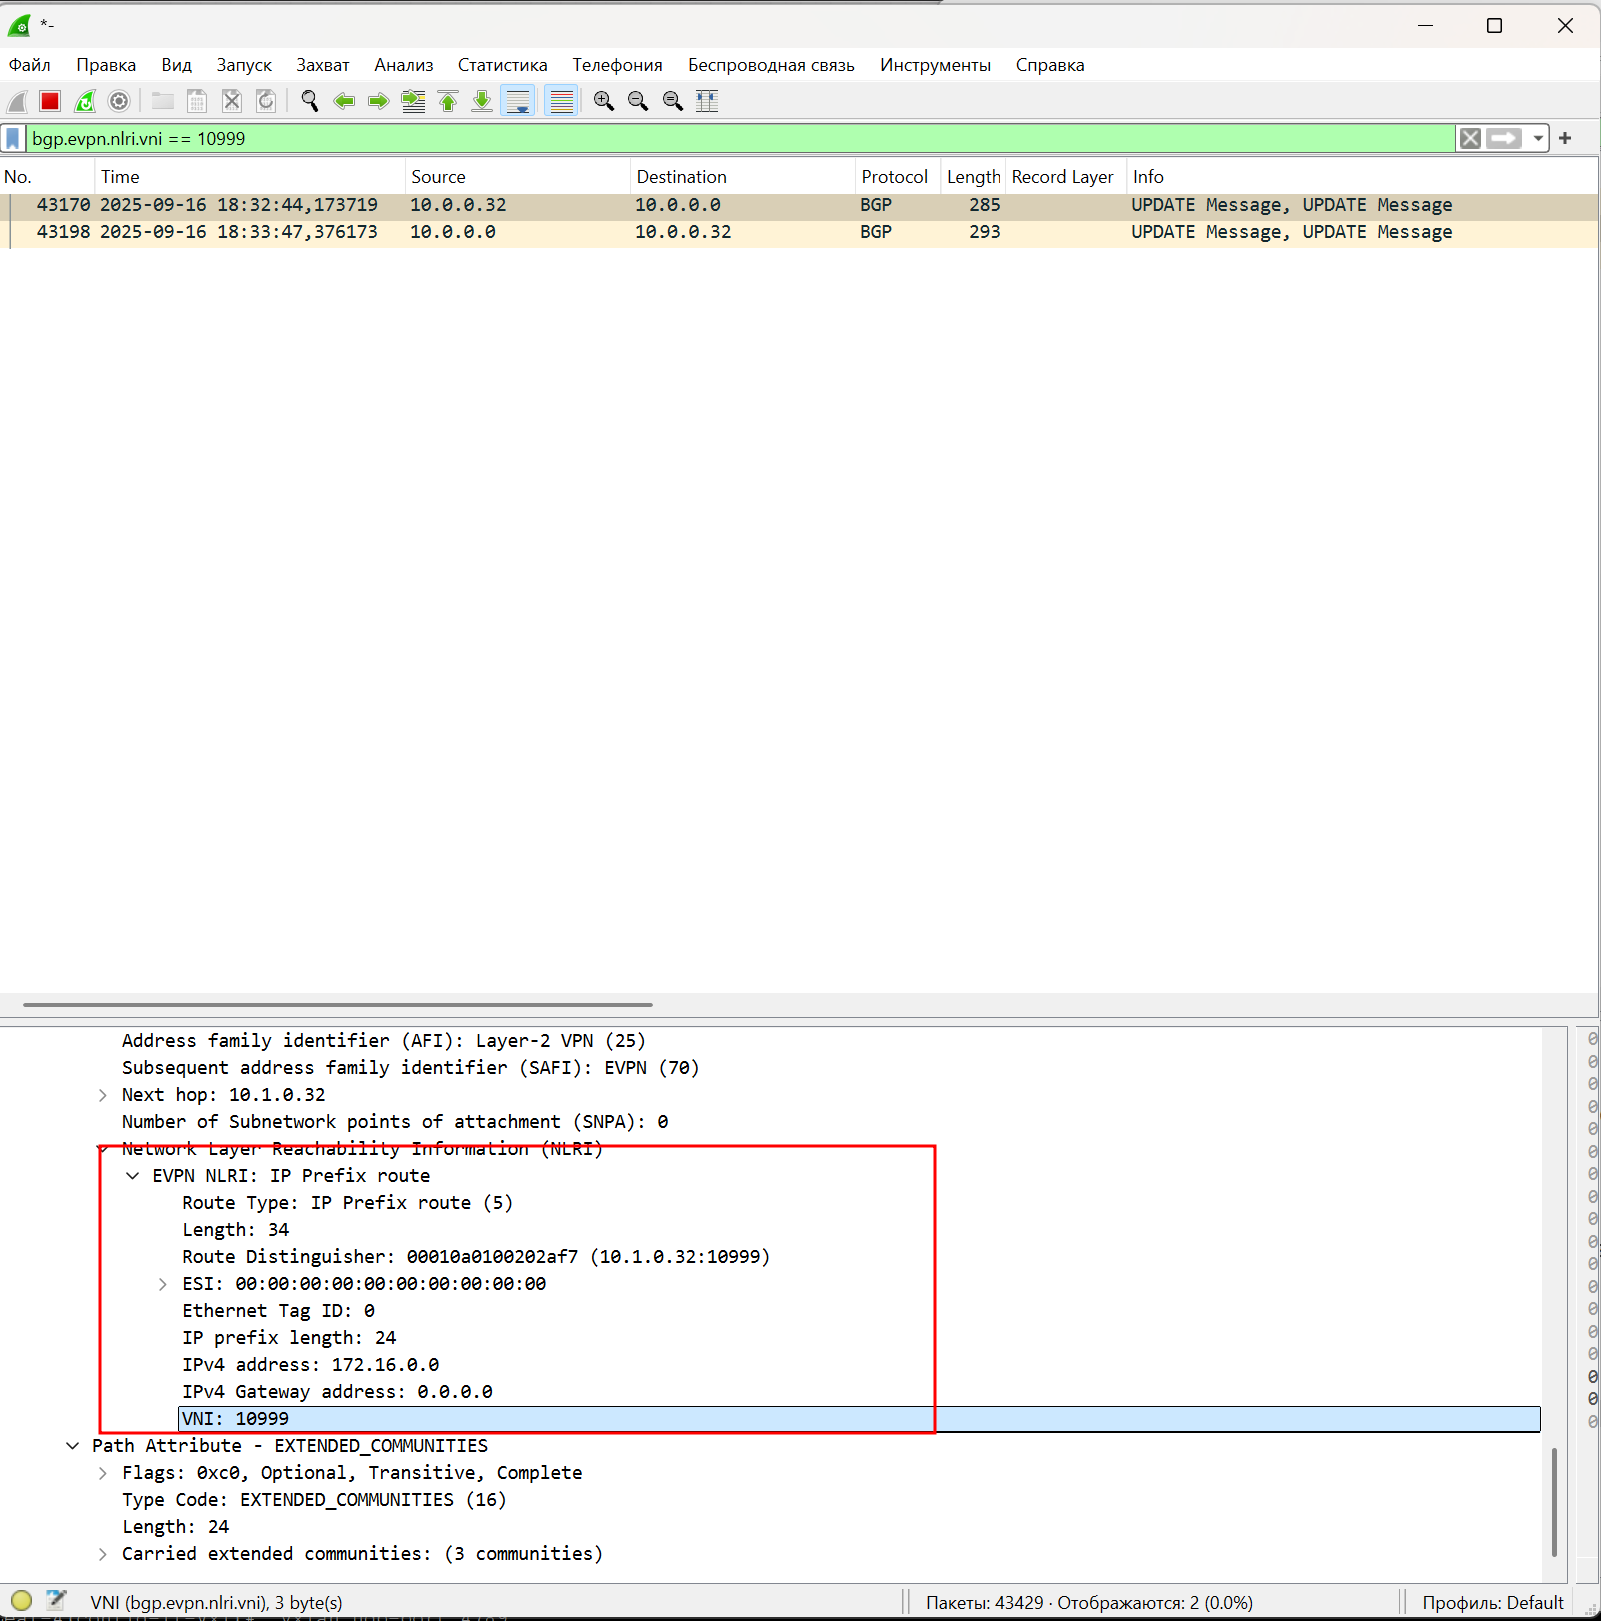 *-
Файл Правка Вид Запуск Захват Анализ Статистика Телефония Беспроводная связь Инструменты Справка
bgp.evpn.nlri.vni == 10999
No. Time Source Destination Protocol Length Record Layer Info
43170 2025-09-16 18:32:44,173719 10.0.0.32 10.0.0.0 BGP 285 UPDATE Message, UPDATE Message
43198 2025-09-16 18:33:47,376173 10.0.0.0 10.0.0.32 BGP 293 UPDATE Message, UPDATE Message
Address family identifier (AFI): Layer-2 VPN (25)
Subsequent address family identifier (SAFI): EVPN (70)
Next hop: 10.1.0.32
Number of Subnetwork points of attachment (SNPA): 0
Network Layer Reachability Information (NLRI)
EVPN NLRI: IP Prefix route
Route Type: IP Prefix route (5)
Length: 34
Route Distinguisher: 00010a0100202af7 (10.1.0.32:10999)
ESI: 00:00:00:00:00:00:00:00:00:00
Ethernet Tag ID: 0
IP prefix length: 24
IPv4 address: 172.16.0.0
IPv4 Gateway address: 0.0.0.0
VNI: 10999
Path Attribute - EXTENDED_COMMUNITIES
Flags: 0xc0, Optional, Transitive, Complete
Type Code: EXTENDED_COMMUNITIES (16)
Length: 24
Carried extended communities: (3 communities)
VNI (bgp.evpn.nlri.vni), 3 byte(s) Пакеты: 43429 · Отображаются: 2 (0.0%) Профиль: Default